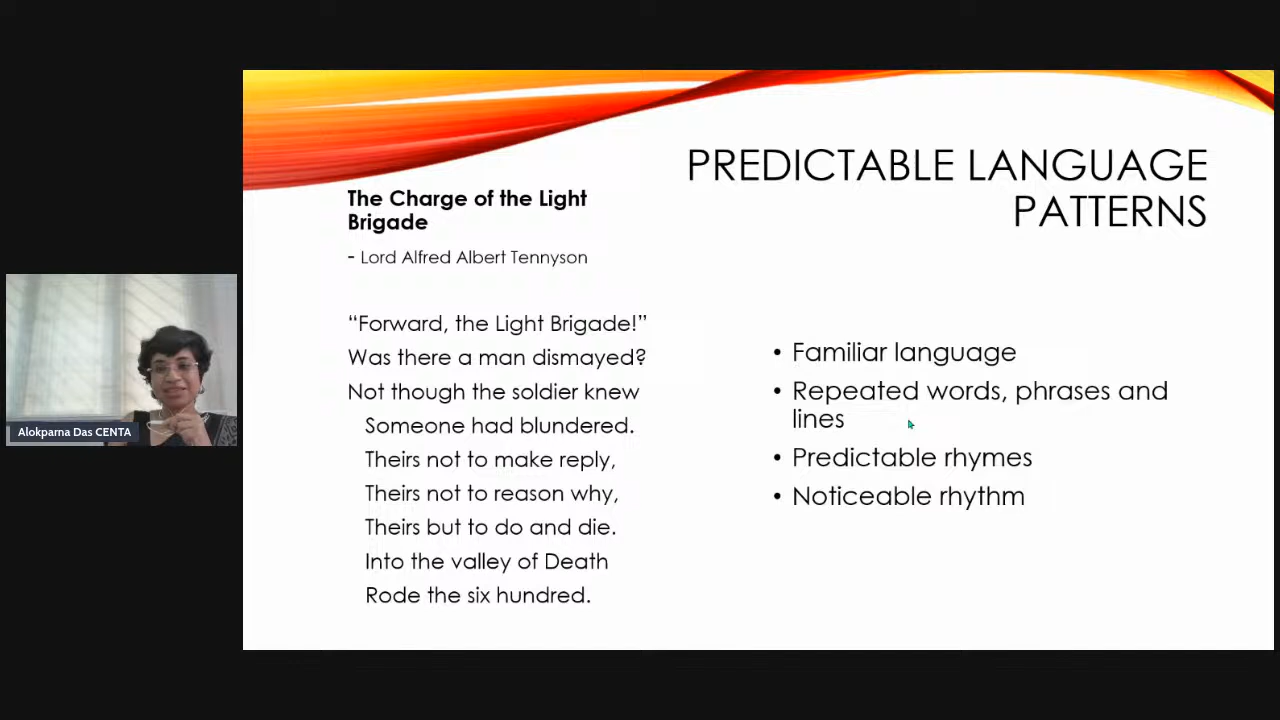 PREDICTABLE LANGUAGE
PATTERNS
The Charge of the Light
Brigade
- Lord Alfred Albert Tennyson
“Forward, the Light Brigade!”
Was there a man dismayed?
Not though the soldier knew
Someone had blundered.
Theirs not to make reply,
Theirs not to reason why,
Theirs but to do and die.
Into the valley of Death
Rode the six hundred.
• Familiar language
• Repeated words, phrases and
lines
• Predictable rhymes
• Noticeable rhythm
Alokparna Das CENTA